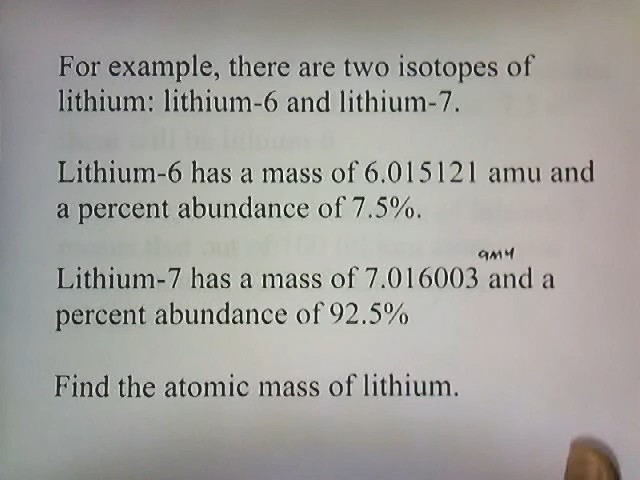 For example, there are two isotopes of
lithium: lithium-6 and lithium-7.
Lithium-6 has a mass of 6.015121 amu and
a percent abundance of 7.5%.
amu
Lithium-7 has a mass of 7.016003 and a
percent abundance of 92.5%
Find the atomic mass of lithium.